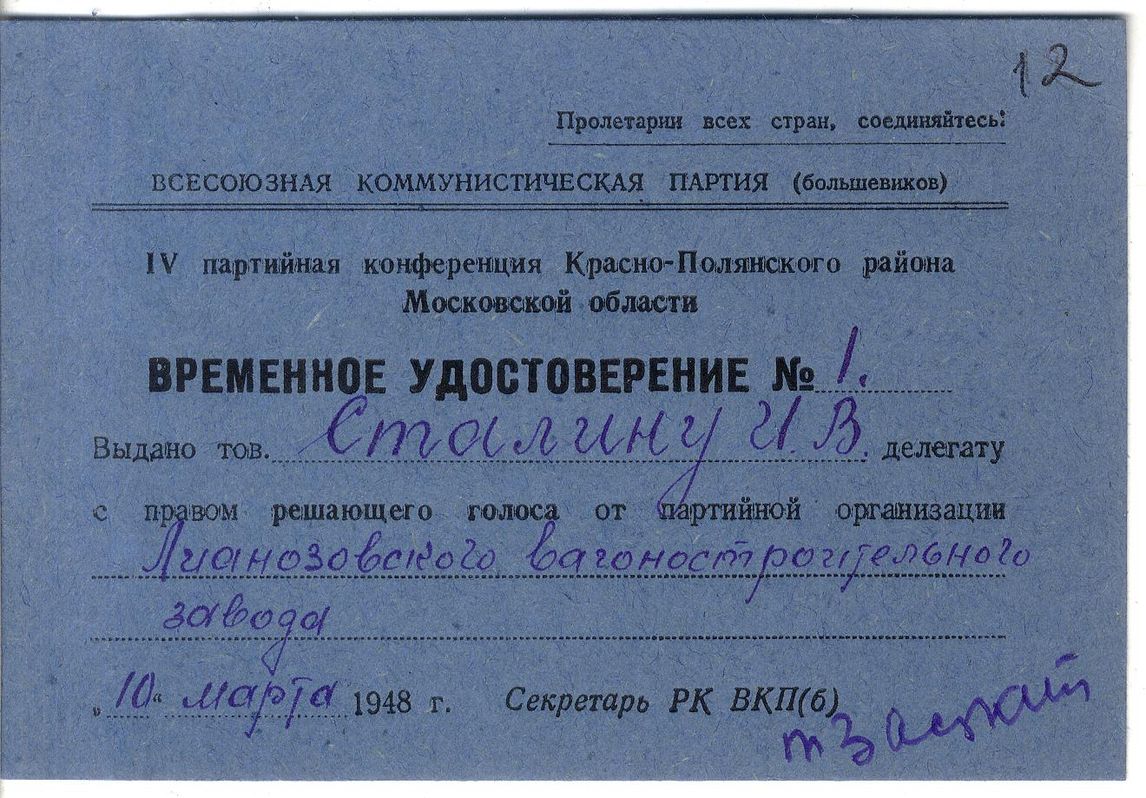 12
Пролетарии всех стран, соединяйтесь!
ВСЕСОЮЗНАЯ КОММУНИСТИЧЕСКАЯ ПАРТИЯ (большевиков)
IV партийная конференция Красно-Полянского района
Московской области
ВРЕМЕННОЕ УДОСТОВЕРЕНИЕ № 1.
Выдано тов. Сталину И.В. делегату
с правом решающего голоса от партийной организации
Лианозовского вагоностроительного
завода
„10“ марта 1948 г. Секретарь РК ВКП(б)